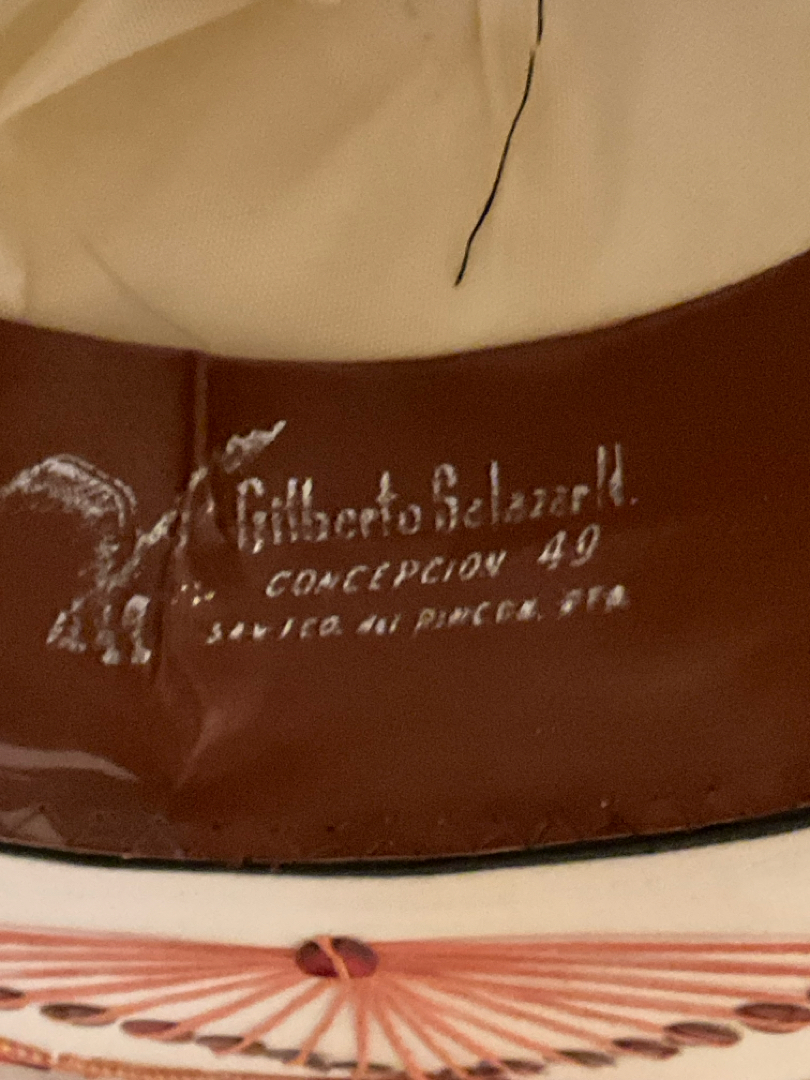 Gilberto Salazar N.
CONCEPCION 49
SAN FCO. del RINCON. GTO.